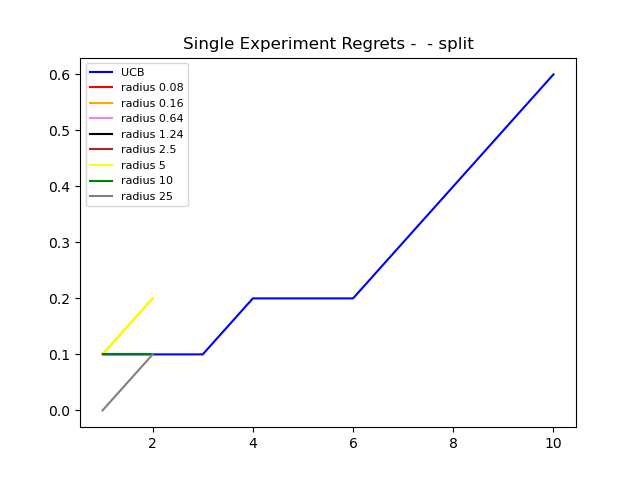 Single Experiment Regrets -  - split
UCB
radius 0.08
radius 0.16
radius 0.64
radius 1.24
radius 2.5
radius 5
radius 10
radius 25
0.6
0.5
0.4
0.3
0.2
0.1
0.0
2 4 6 8 10